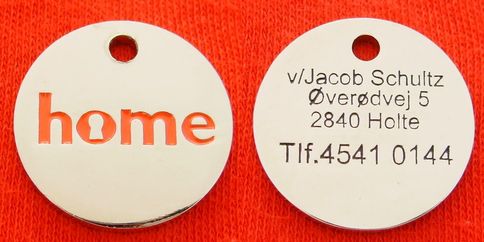 home
v/Jacob Schultz
Øverødvej 5
2840 Holte
Tlf.4541 0144